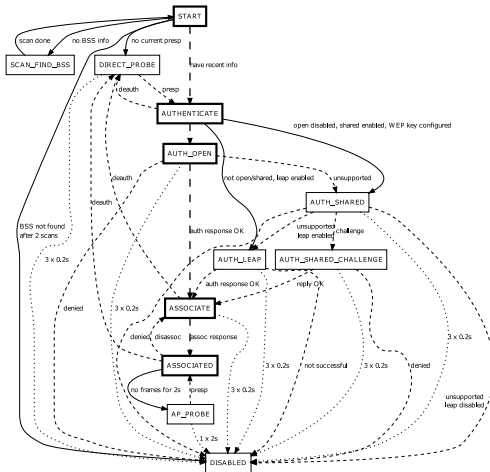 START
scan done
no BSS info
no current presp
SCAN_FIND_BSS
DIRECT_PROBE
have recent info
deauth
presp
AUTHENTICATE
open disabled, shared enabled, WEP key configured
AUTH_OPEN
deauth
not open/shared, leap enabled
unsupported
deauth
AUTH_SHARED
BSS not found
after 2 scans
auth response OK
unsupported
leap enabled
challenge
3 x 0.2s
AUTH_LEAP
AUTH_SHARED_CHALLENGE
auth response OK
reply OK
denied
3 x 0.2s
ASSOCIATE
denied
disassoc
assoc response
3 x 0.2s
ASSOCIATED
3 x 0.2s
not successful
3 x 0.2s
denied
no frames for 2s
presp
3 x 0.2s
unsupported
leap disabled
AP_PROBE
1 x 2s
DISABLED